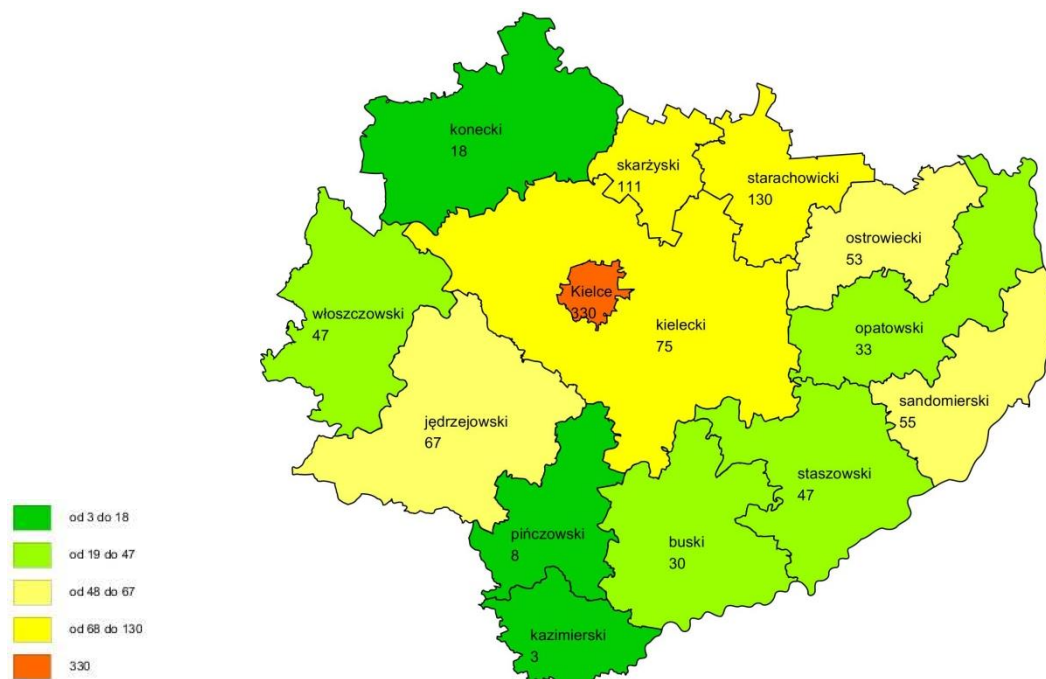 konecki
18
skarżyski
111
starachowicki
130
ostrowiecki
53
Kielce
330
włoszczowski
47
kielecki
75
opatowski
33
jędrzejowski
67
sandomierski
55
staszowski
47
pińczowski
8
buski
30
kazimierski
3
od 3 do 18
od 19 do 47
od 48 do 67
od 68 do 130
330